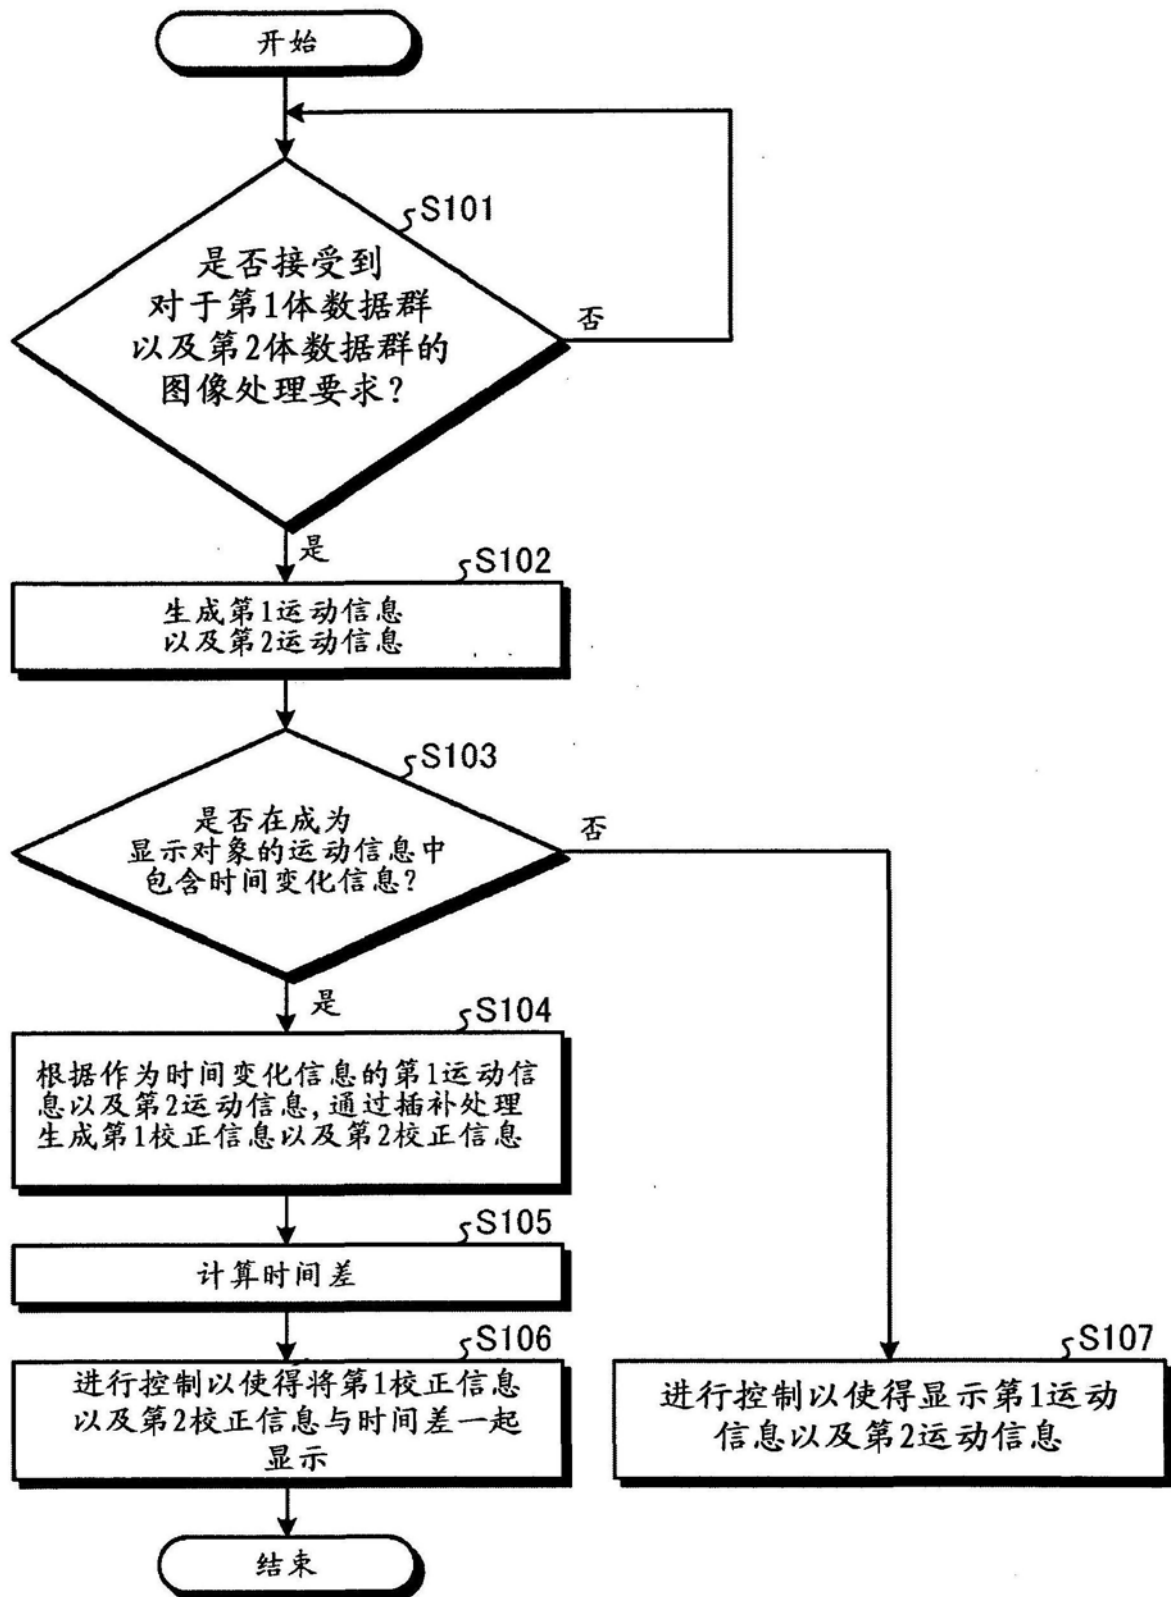 开始
S101
是否接受到
对于第1体数据群
以及第2体数据群的
图像处理要求？
否
是
S102
生成第1运动信息
以及第2运动信息
S103
是否在成为
显示对象的运动信息中
包含时间变化信息？
否
是
S104
根据作为时间变化信息的第1运动信
息以及第2运动信息,通过插补处理
生成第1校正信息以及第2校正信息
S105
计算时间差
S106
进行控制以使得将第1校正信息
以及第2校正信息与时间差一起
显示
S107
进行控制以使得显示第1运动
信息以及第2运动信息
结束